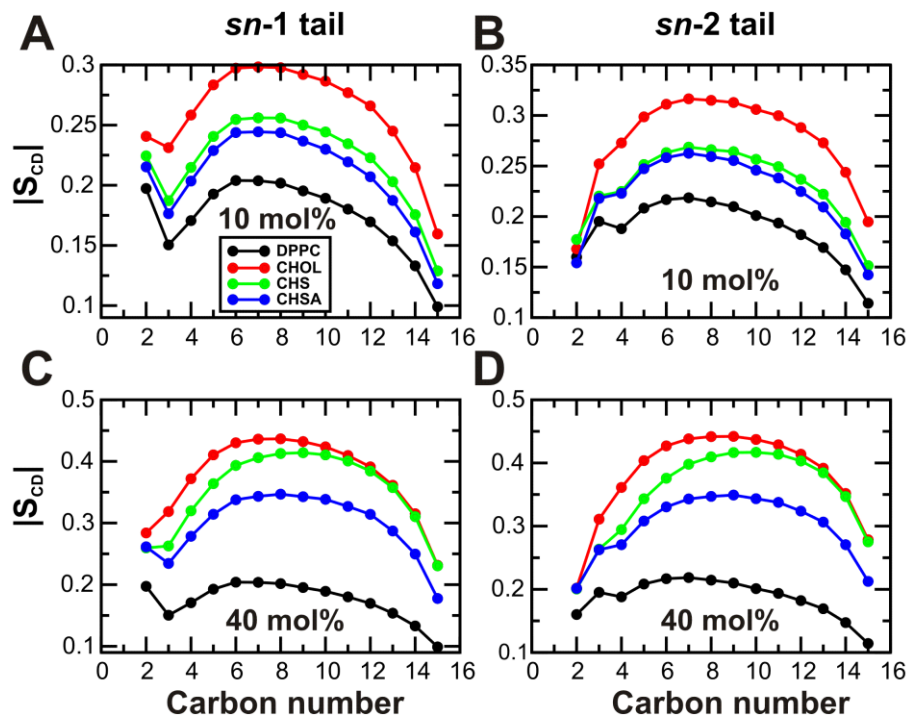 sn-1 tail
sn-2 tail
A
B
|S_CD|
0.3
0.25
0.2
0.15
0.1
0 2 4 6 8 10 12 14 16
10 mol%
DPPC
CHOL
CHS
CHSA
0.35
0.3
0.25
0.2
0.15
0.1
0 2 4 6 8 10 12 14 16
10 mol%
C
D
|S_CD|
0.5
0.4
0.3
0.2
0.1
0 2 4 6 8 10 12 14 16
40 mol%
Carbon number
0.5
0.4
0.3
0.2
0.1
0 2 4 6 8 10 12 14 16
40 mol%
Carbon number